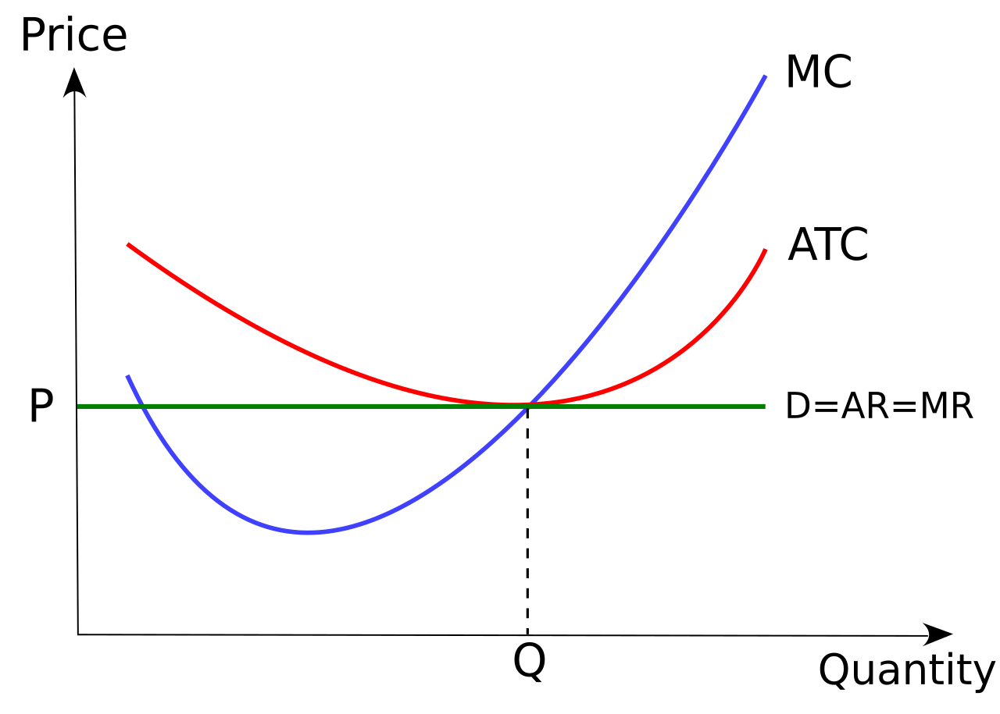 Price
MC
ATC
P
D=AR=MR
Q
Quantity